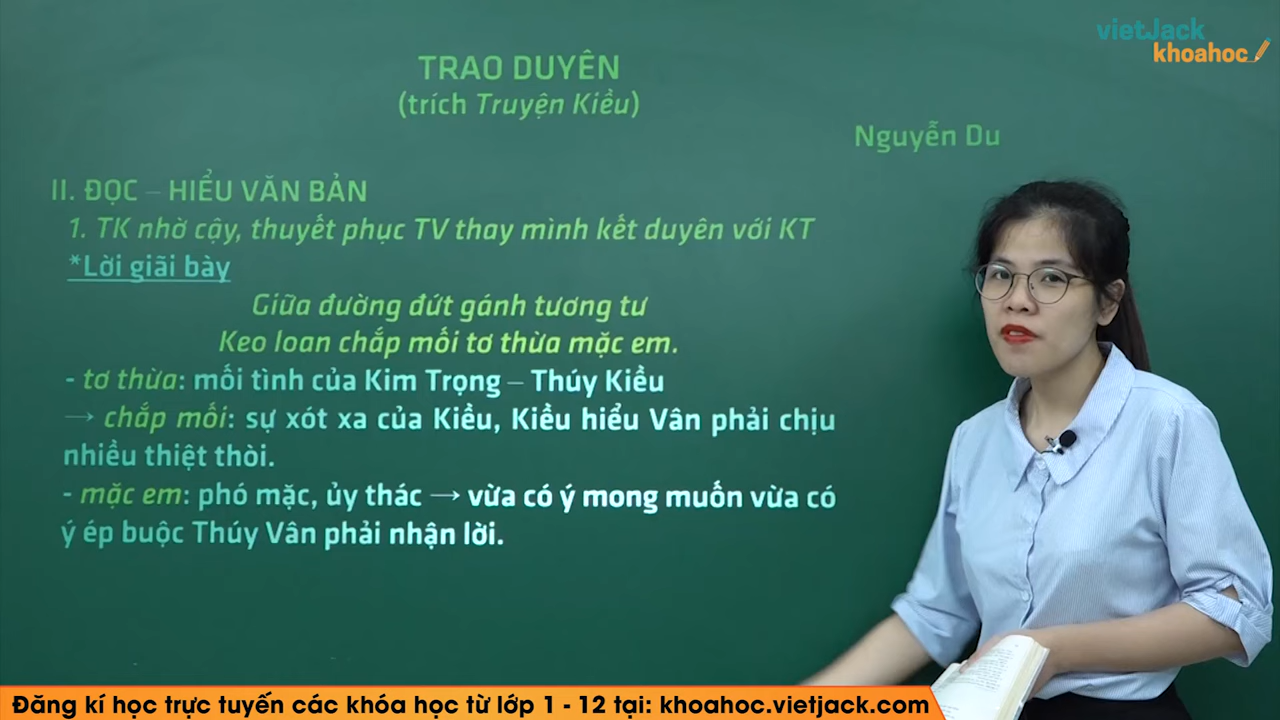 vietJack
khoahoc
TRAO DUYÊN
(trích Truyện Kiều)
Nguyễn Du
II. ĐỌC – HIỂU VĂN BẢN
1. TK nhờ cậy, thuyết phục TV thay mình kết duyên với KT
*Lời giãi bày
Giữa đường đứt gánh tương tư
Keo loan chắp mối tơ thừa mặc em.
- tơ thừa: mối tình của Kim Trọng – Thúy Kiều
→ chắp mối: sự xót xa của Kiều, Kiều hiểu Vân phải chịu
nhiều thiệt thòi.
- mặc em: phó mặc, ủy thác → vừa có ý mong muốn vừa có
ý ép buộc Thúy Vân phải nhận lời.
Đăng kí học trực tuyến các khóa học từ lớp 1 - 12 tại: khoahoc.vietjack.com